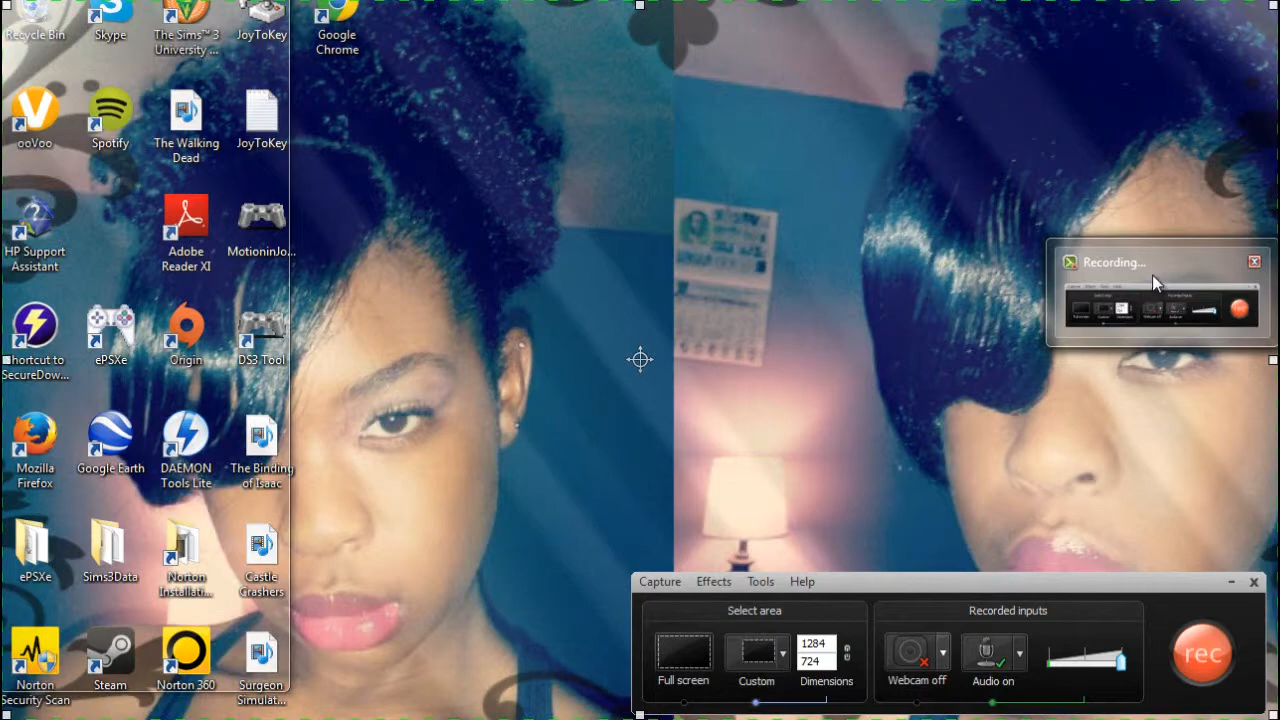 Recycle Bin
Skype
The Sims™ 3
University ...
JoyToKey
Google
Chrome
ooVoo
Spotify
The Walking
Dead
JoyToKey
HP Support
Assistant
Adobe
Reader XI
MotioninJo...
hortcut to
SecureDow...
ePSXe
Origin
DS3 Tool
Mozilla
Firefox
Google Earth
DAEMON
Tools Lite
The Binding
of Isaac
ePSXe
Sims3Data
Norton
Installati...
Castle
Grashers
Norton
Security Scan
Steam
Norton 360
Surgeon
Simulat...
Recording...
Capture
Effects
Tools
Help
Select area
Recorded inputs
1284
724
Full screen
Custom
Dimensions
Webcam off
Audio on
rec